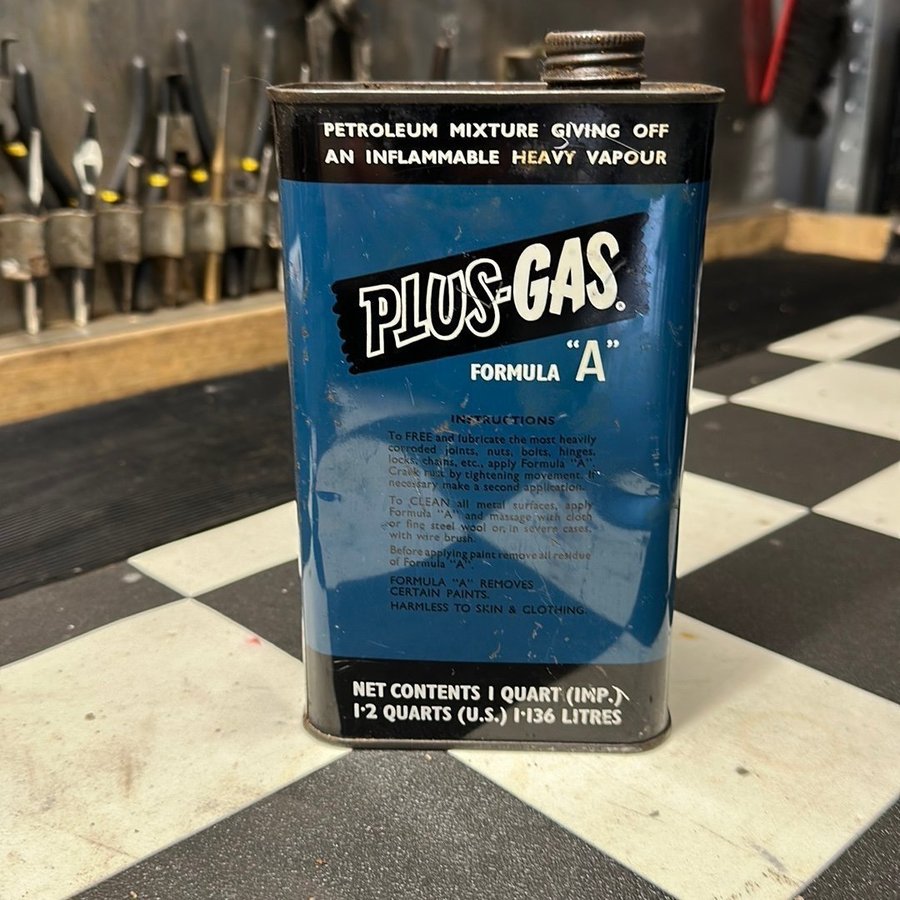 PETROLEUM MIXTURE GIVING OFF
AN INFLAMMABLE HEAVY VAPOUR
PLUS-GAS®
FORMULA "A"
INSTRUCTIONS
To FREE and lubricate the most heavily
corroded joints, nuts, bolts, hinges,
locks, chains, etc., apply Formula "A".
Crack rust by tightening movement. If
necessary make a second application.
To CLEAN all metal surfaces, apply
Formula "A" and massage with cloth
or fine steel wool or, in severe cases,
with wire brush.
Before applying paint remove all residue
of Formula "A".
FORMULA "A" REMOVES
CERTAIN PAINTS.
HARMLESS TO SKIN & CLOTHING.
NET CONTENTS 1 QUART (IMP.)
1·2 QUARTS (U.S.) 1·136 LITRES